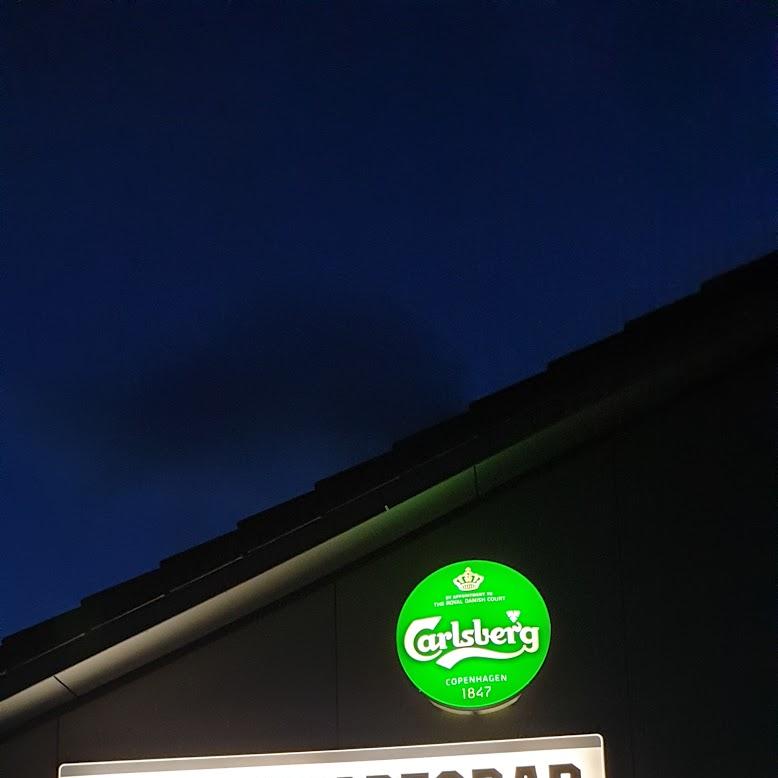 BY APPOINTMENT TO
THE ROYAL DANISH COURT
Carlsberg
COPENHAGEN
1847